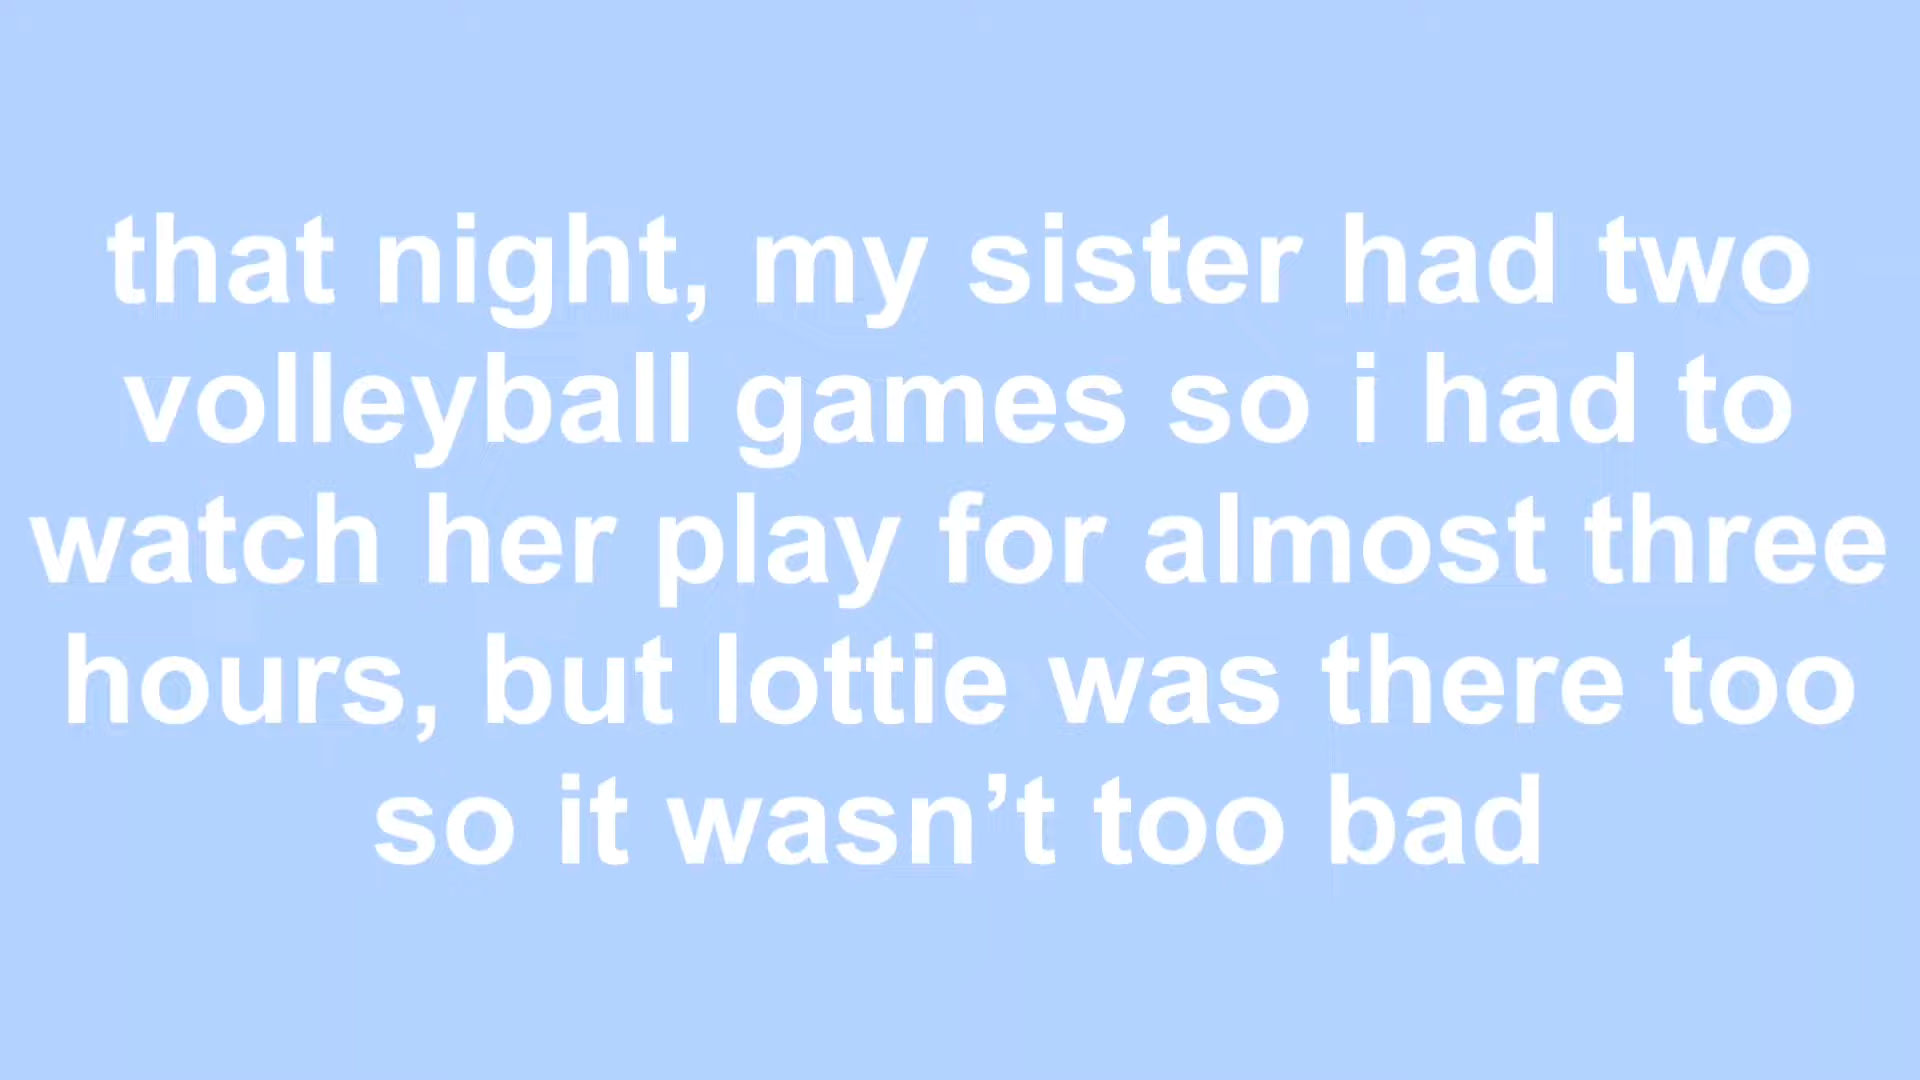 that night, my sister had two
volleyball games so i had to
watch her play for almost three
hours, but lottie was there too
so it wasn’t too bad